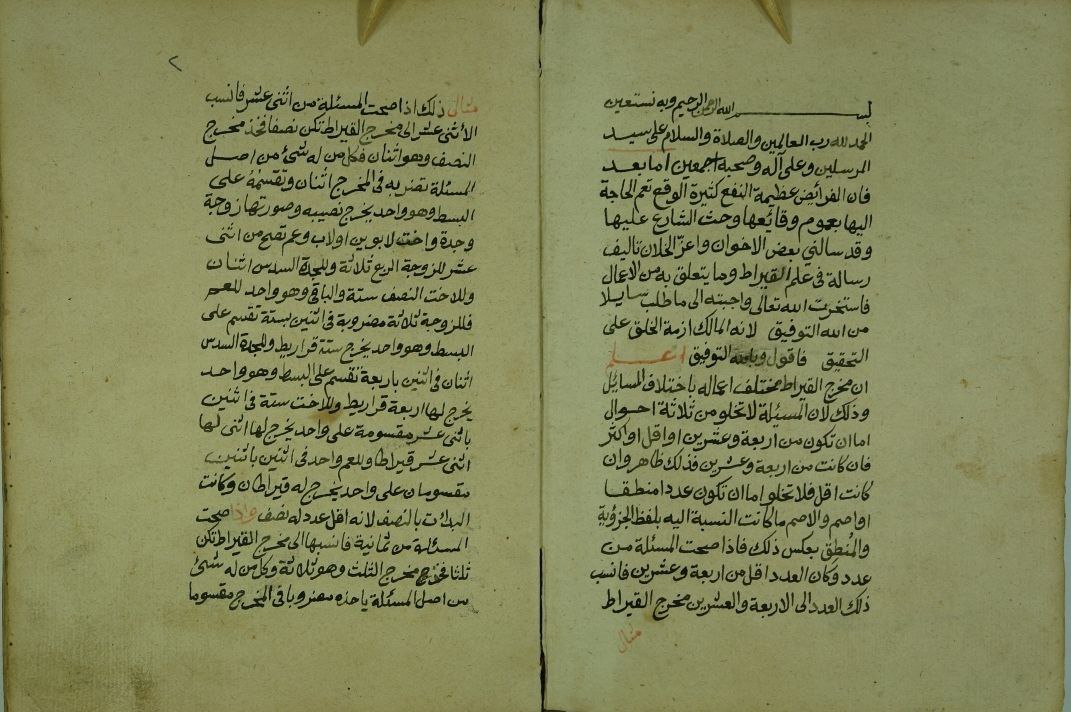 بسم الله الرحمن الرحيم وبه نستعين
الحمد لله رب العالمين والصلاة والسلام على سيد
المرسلين وعلى آله وصحبه اجمعين اما بعد
فان الفرائض عظيمة النفع كثيرة الوقع تعم الحاجة
اليها بعموم وقايعها وحث الشارع عليها
وقد سالني بعض الاخوان واعز الخلان تاليف
رسالة في علم القيراط وما يتعلق به من الاعمال
فاستخرت الله تعالى واجبته الى ما طلب سايلا
من الله التوفيق لانه المالك ازمة الخلق على
التحقيق فاقول وبالله التوفيق اعلم
ان مخرج القيراط مختلف اعماله باختلاف المسايل
وذلك لان المسئلة لا تخلو من ثلاثة احوال
اما ان تكون من اربعة وعشرين او اقل او اكثر
فان كانت من اربعة وعشرين فذلك ظاهر وان
كانت اقل فلا تخلو اما ان تكون عددا منطقا
او اصم والاصم ما كانت النسبة اليه بلفظ الجزؤية
والمُنطق بعكس ذلك فاذا صحت المسئلة من
عدد وكان العدد اقل من اربعة وعشرين فانسب
ذلك العدد الى الاربعة والعشرين مخرج القيراط
مثال
٢
مثال ذلك اذا صحت المسئلة من اثنى عشر فانسب
الاثنى عشر الى مخرج القيراط تكن نصفا فخذ مخرج
النصف وهو اثنان فكل من له شئ من اصل
المسئلة تضربه في المخرج اثنان وتقسمه على
البسط وهو واحد يخرج نصيبه وصورتها زوجة
وجدة واخت لابوين او لاب وعم تصح من اثنى
عشر للزوجة الربع ثلاثة وللجدة السدس اثنان
وللاخت النصف ستة والباقي وهو واحد للعم
فللزوجة ثلاثة مضروبة في اثنين بستة تقسم على
البسط وهو واحد يخرج ستة قراريط وللجدة السدس
اثنان في اثنين باربعة تقسم على البسط وهو واحد
يخرج لها اربعة قراريط وللاخت ستة في اثنين
باثنى عشر مقسومة على واحد يخرج لها اثنى لها
اثنى عشر قيراطا وللعم واحد في اثنين باثنين
مقسومان على واحد يخرج له قيراطان وكانت
البدائت بالنصف لانه اقل عدد له نصف واذا صحت
المسئلة من ثمانية فانسبها الى مخرج القيراط تكن
ثلثا فخذ مخرج الثلث وهو ثلاثة وكل من له شئ
من اصل المسئلة ياخذه مضروبا في المخرج مقسوما